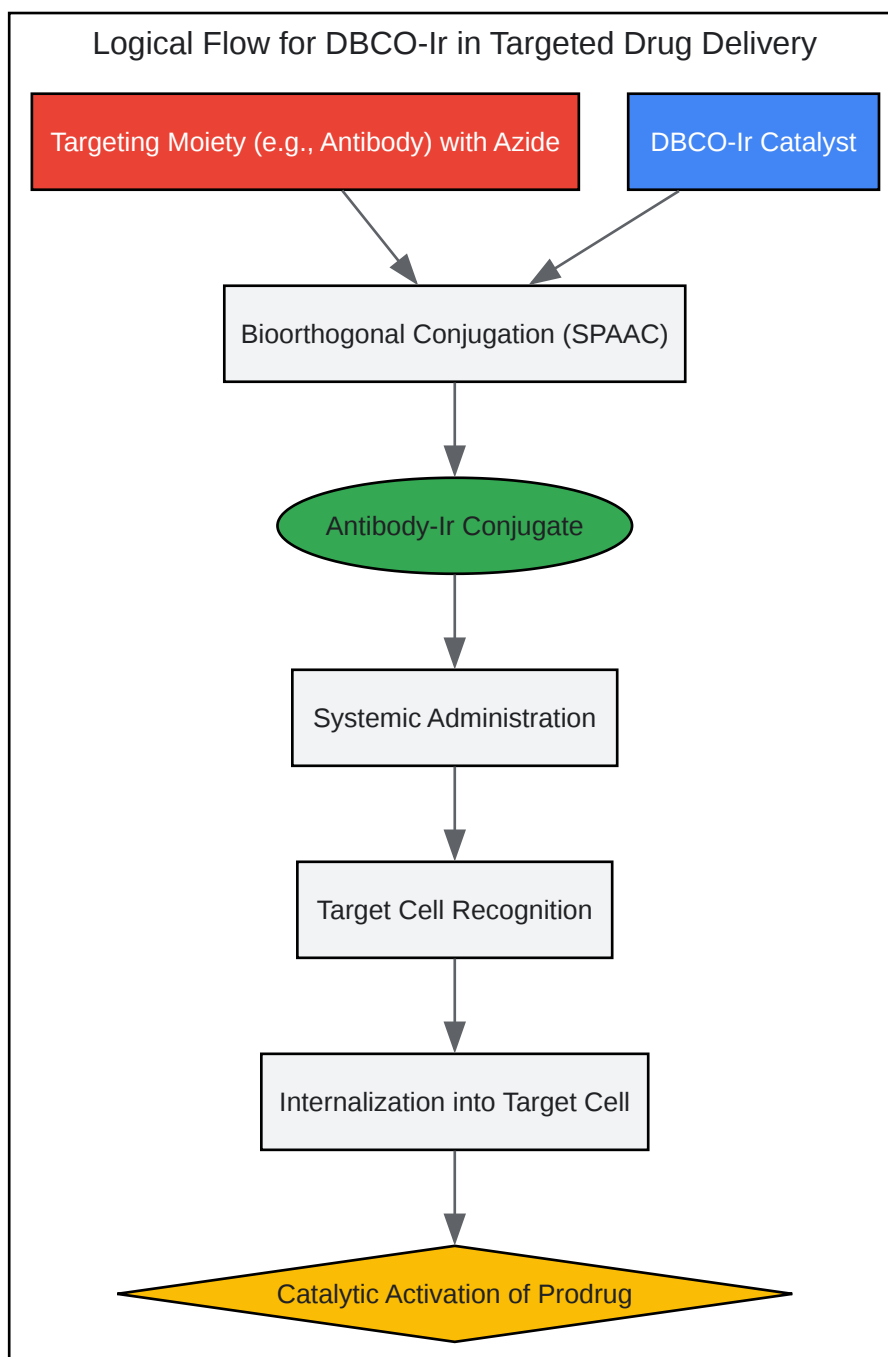 Logical Flow for DBCO-Ir in Targeted Drug Delivery
Targeting Moiety (e.g., Antibody) with Azide
DBCO-Ir Catalyst
Bioorthogonal Conjugation (SPAAC)
Antibody-Ir Conjugate
Systemic Administration
Target Cell Recognition
Internalization into Target Cell
Catalytic Activation of Prodrug